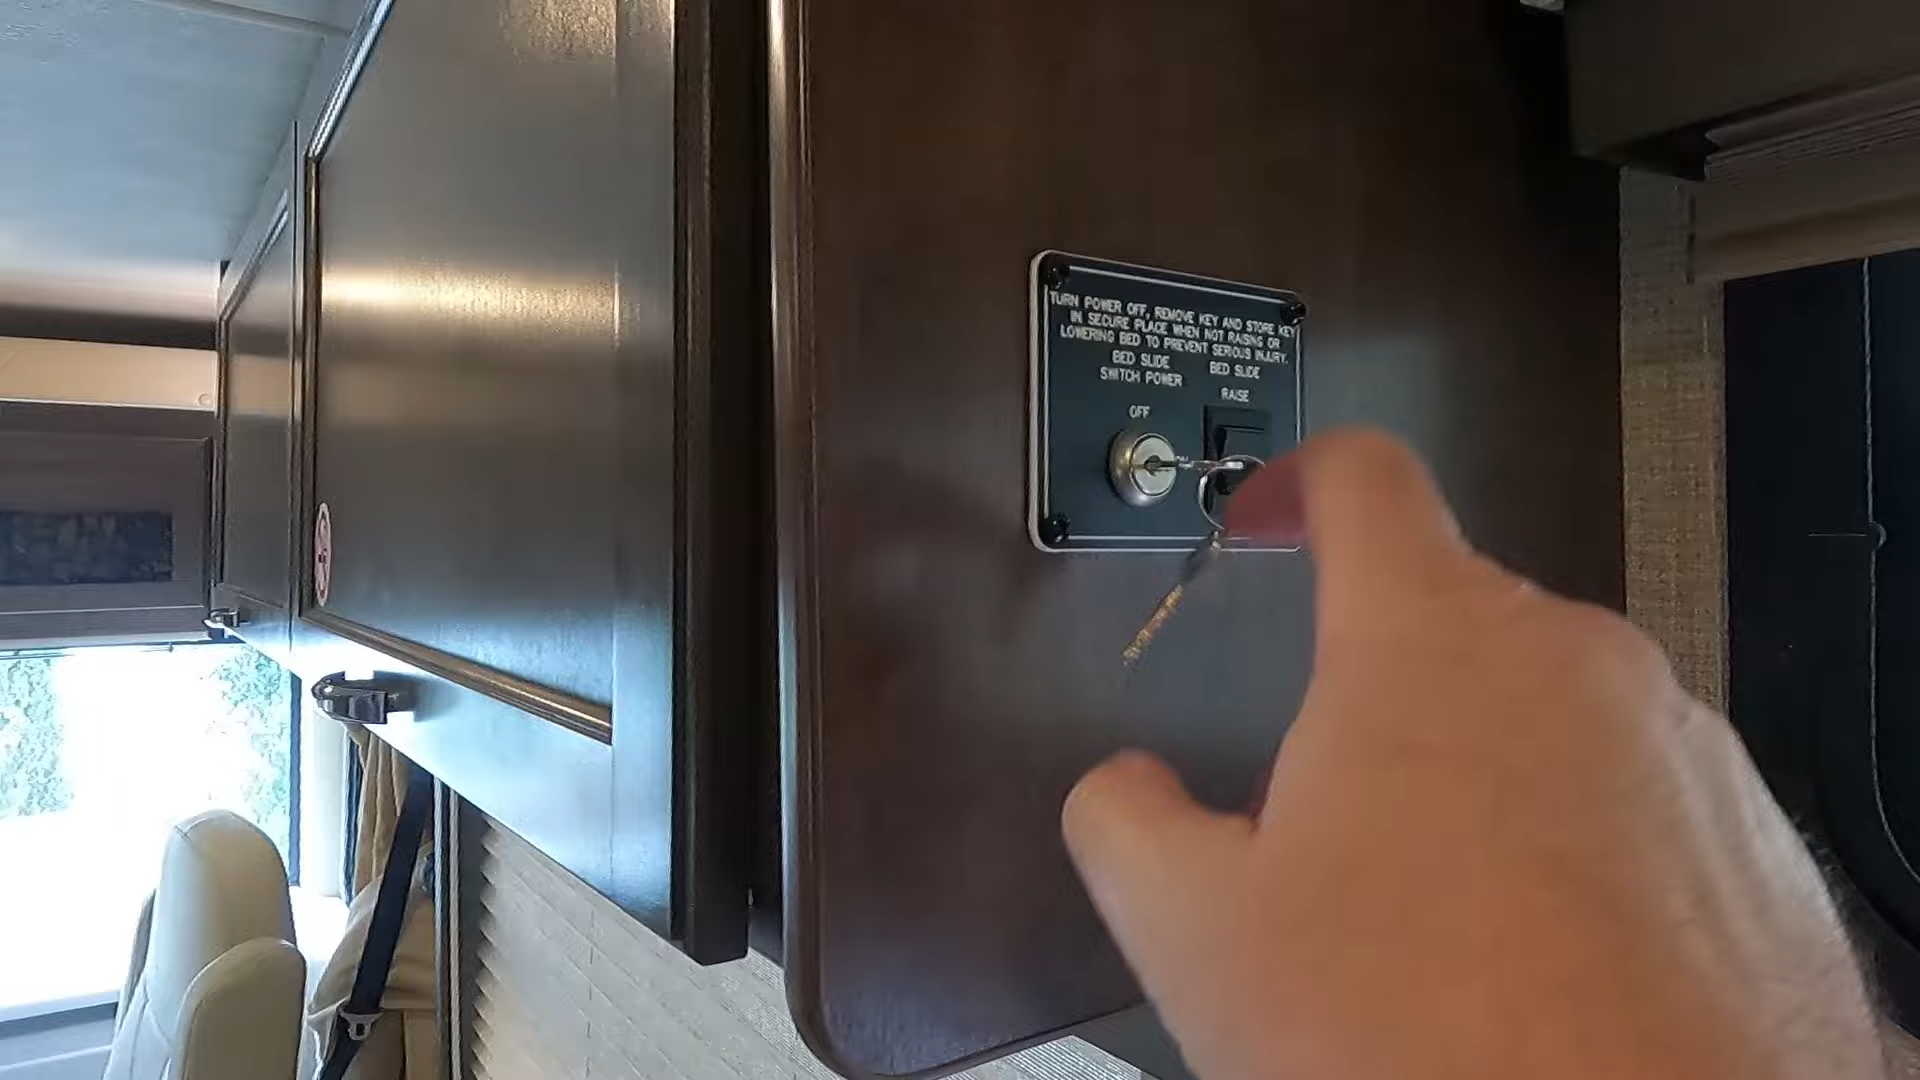 TURN POWER OFF, REMOVE KEY AND STORE KEY
IN SECURE PLACE WHEN NOT RAISING OR
LOWERING BED TO PREVENT SERIOUS INJURY.
BED SLIDE
SWITCH POWER
BED SLIDE
RAISE
OFF